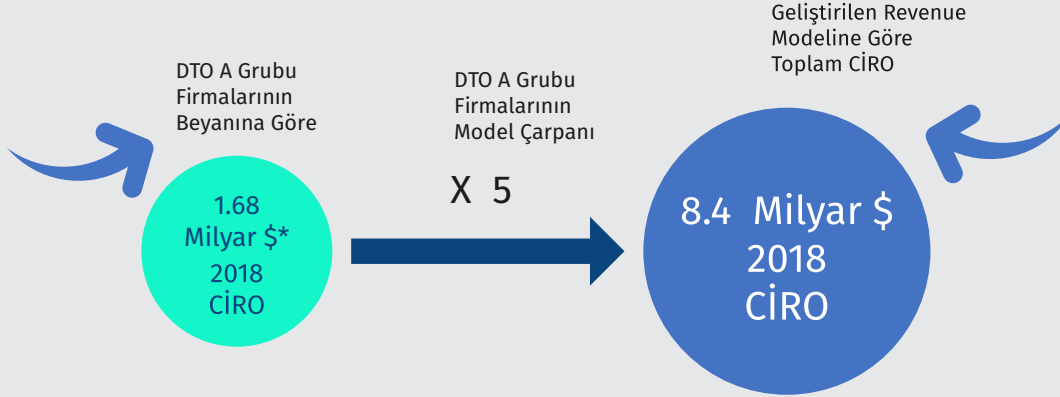 DTO A Grubu
Firmalarının
Beyanına Göre
1.68
Milyar $*
2018
CİRO
DTO A Grubu
Firmalarının
Model Çarpanı
X 5
Geliştirilen Revenue
Modeline Göre
Toplam CİRO
8.4 Milyar $
2018
CİRO